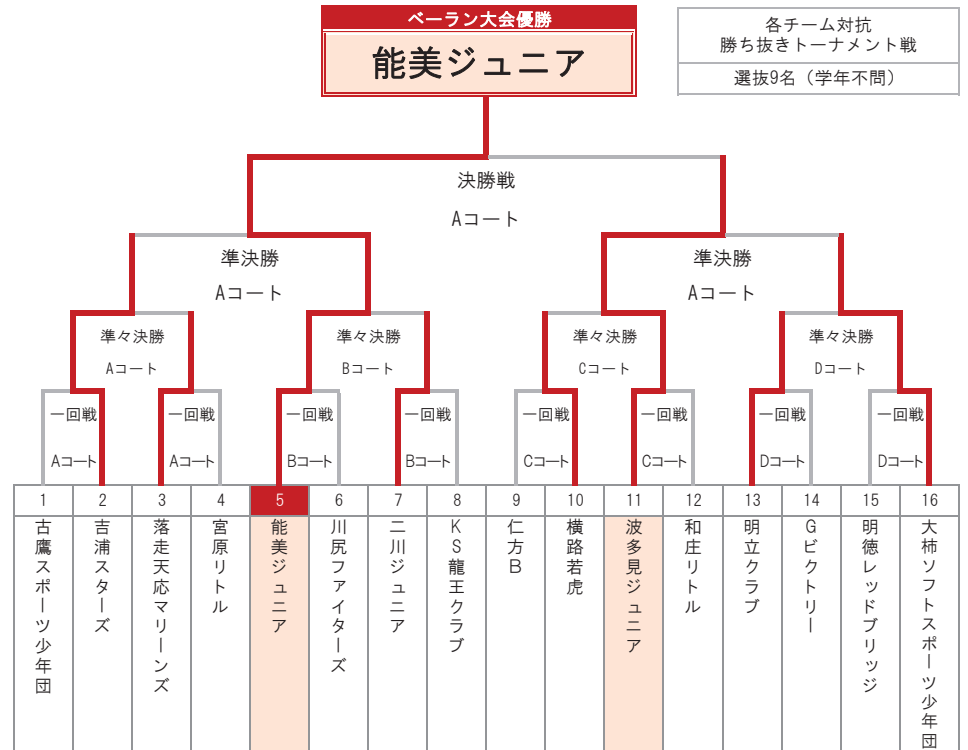 ベーラン大会優勝
能美ジュニア
各チーム対抗
勝ち抜きトーナメント戦
選抜9名（学年不問）
決勝戦
Aコート
準決勝
準決勝
Aコート
Aコート
準々決勝
準々決勝
準々決勝
準々決勝
Aコート
Bコート
Cコート
Dコート
一回戦
一回戦
一回戦
一回戦
一回戦
一回戦
一回戦
一回戦
Aコート
Aコート
Bコート
Bコート
Cコート
Cコート
Dコート
Dコート
1
2
3
4
5
6
7
8
9
10
11
12
13
14
15
16
古鷹スポーツ少年団
吉浦スターズ
落走天応マリーンズ
宮原リトル
能美ジュニア
川尻ファイターズ
二川ジュニア
KS龍王クラブ
仁方B
横路若虎
波多見ジュニア
和庄リトル
明立クラブ
Gビクトリー
明徳レッドブリッジ
大柿ソフトスポーツ少年団